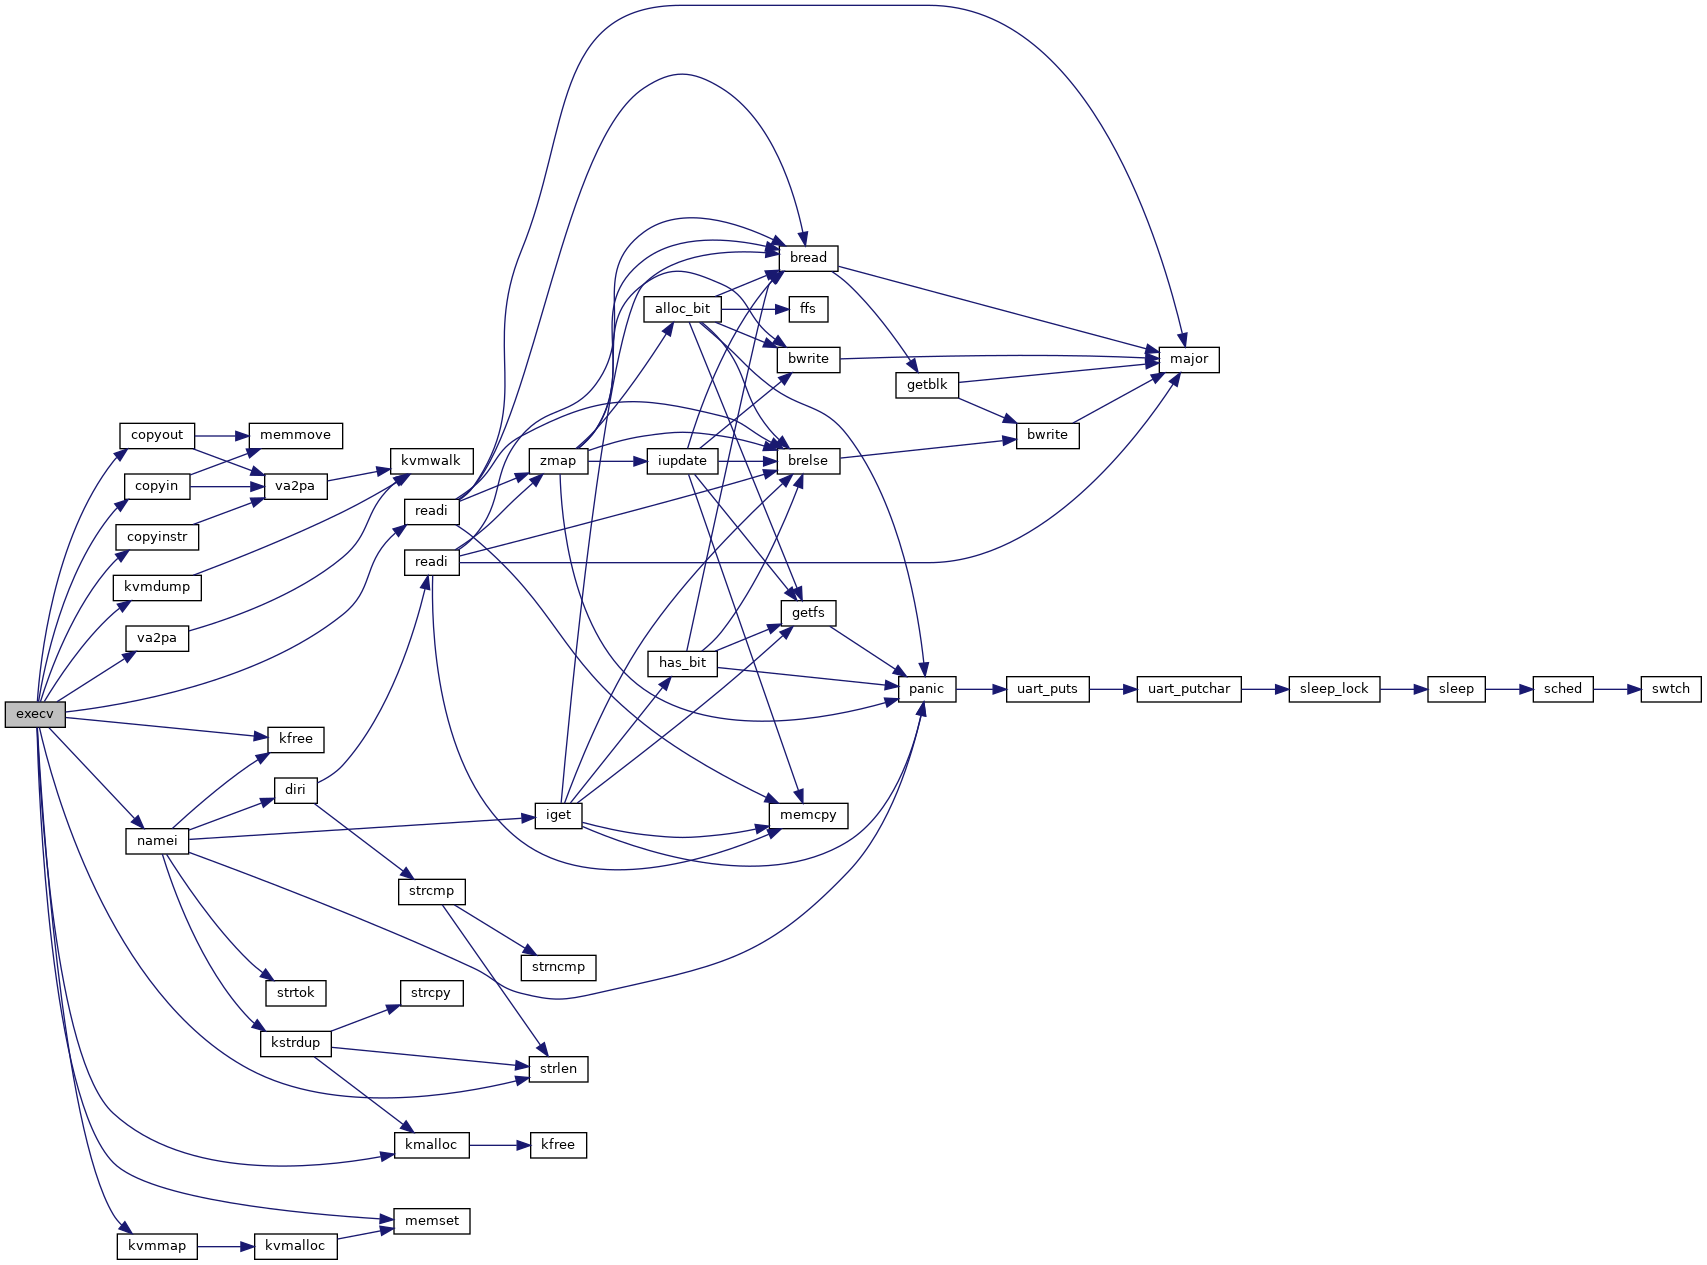 execv
copyout
copyin
copyinstr
kvmdump
va2pa
namei
kvmmap
memmove
va2pa
kfree
diri
strtok
kstrdup
kvmalloc
kvmwalk
readi
readi
strcmp
strcpy
kmalloc
memset
zmap
iget
strncmp
strlen
kfree
alloc_bit
iupdate
has_bit
bread
ffs
bwrite
brelse
getfs
memcpy
getblk
panic
bwrite
uart_puts
major
uart_putchar
sleep_lock
sleep
sched
swtch